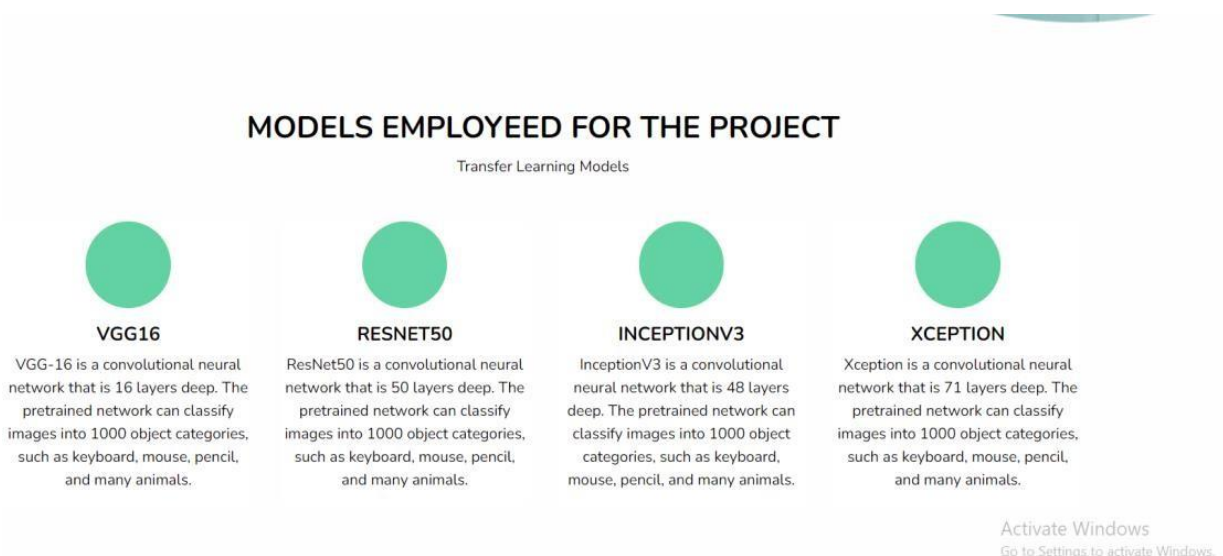 MODELS EMPLOYEED FOR THE PROJECT
Transfer Learning Models
VGG16
VGG-16 is a convolutional neural
network that is 16 layers deep. The
pretrained network can classify
images into 1000 object categories,
such as keyboard, mouse, pencil,
and many animals.
RESNET50
ResNet50 is a convolutional neural
network that is 50 layers deep. The
pretrained network can classify
images into 1000 object categories,
such as keyboard, mouse, pencil,
and many animals.
INCEPTIONV3
InceptionV3 is a convolutional
neural network that is 48 layers
deep. The pretrained network can
classify images into 1000 object
categories, such as keyboard,
mouse, pencil, and many animals.
XCEPTION
Xception is a convolutional neural
network that is 71 layers deep. The
pretrained network can classify
images into 1000 object categories,
such as keyboard, mouse, pencil,
and many animals.
Activate Windows
Go to Settings to activate Windows.